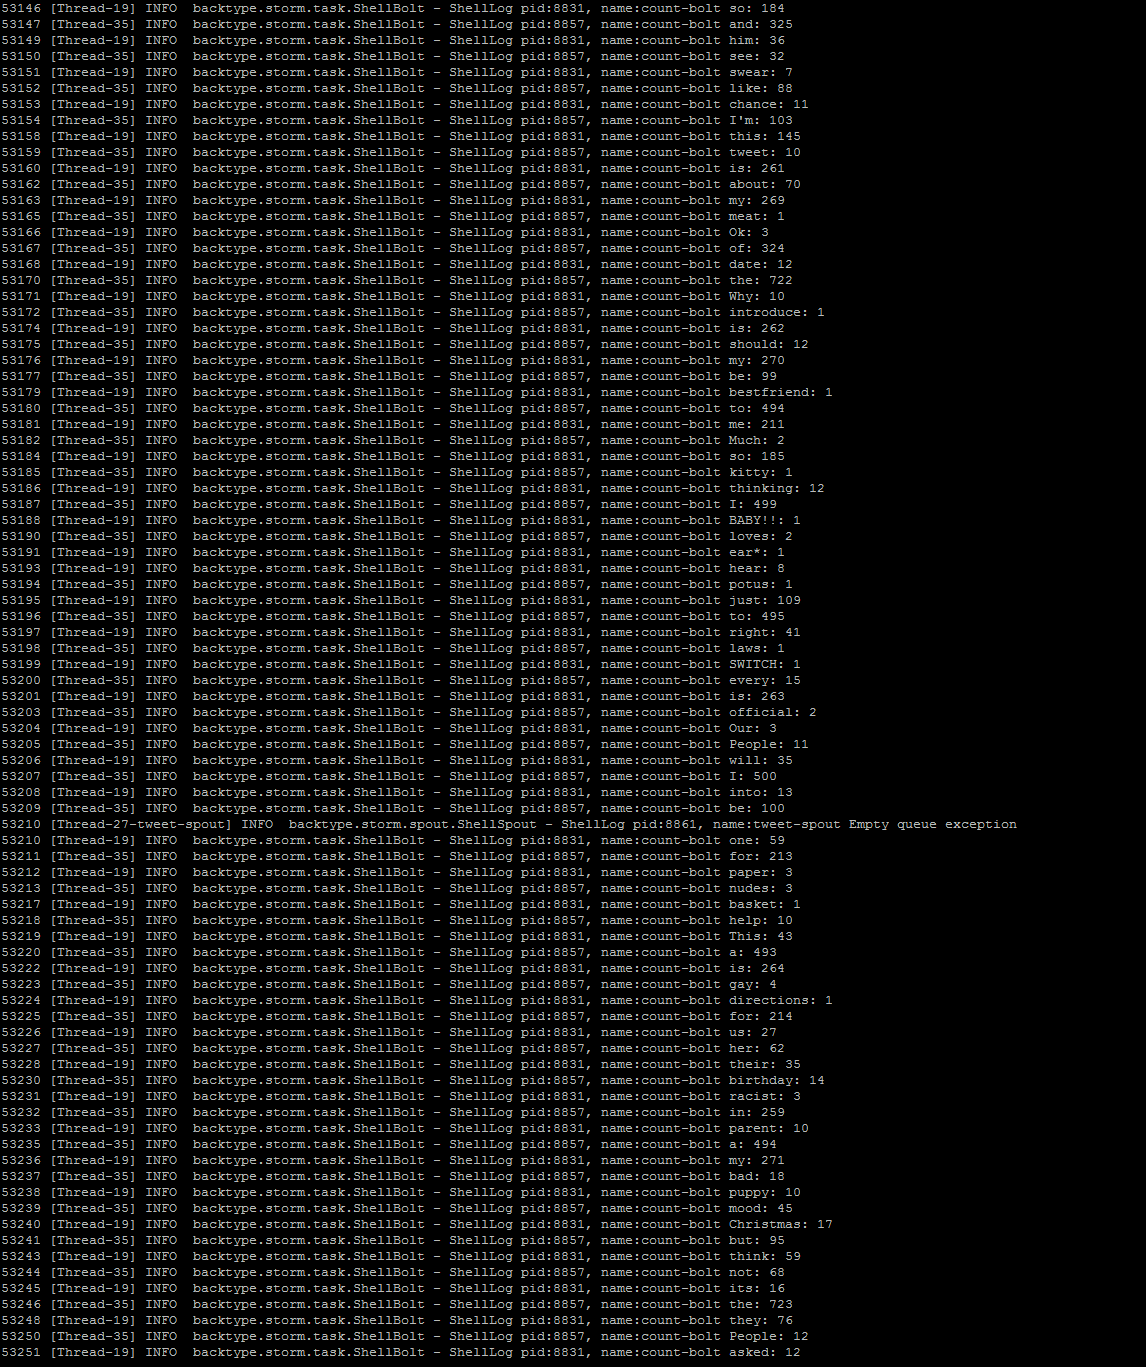 53146 [Thread-19] INFO  backtype.storm.task.ShellBolt - ShellLog pid:8831, name:count-bolt so: 184
53147 [Thread-35] INFO  backtype.storm.task.ShellBolt - ShellLog pid:8857, name:count-bolt and: 325
53149 [Thread-19] INFO  backtype.storm.task.ShellBolt - ShellLog pid:8831, name:count-bolt him: 36
53150 [Thread-35] INFO  backtype.storm.task.ShellBolt - ShellLog pid:8857, name:count-bolt see: 32
53151 [Thread-19] INFO  backtype.storm.task.ShellBolt - ShellLog pid:8831, name:count-bolt swear: 7
53152 [Thread-35] INFO  backtype.storm.task.ShellBolt - ShellLog pid:8857, name:count-bolt like: 88
53153 [Thread-19] INFO  backtype.storm.task.ShellBolt - ShellLog pid:8831, name:count-bolt chance: 11
53154 [Thread-35] INFO  backtype.storm.task.ShellBolt - ShellLog pid:8857, name:count-bolt I'm: 103
53158 [Thread-19] INFO  backtype.storm.task.ShellBolt - ShellLog pid:8831, name:count-bolt this: 145
53159 [Thread-35] INFO  backtype.storm.task.ShellBolt - ShellLog pid:8857, name:count-bolt tweet: 10
53160 [Thread-19] INFO  backtype.storm.task.ShellBolt - ShellLog pid:8831, name:count-bolt is: 261
53162 [Thread-35] INFO  backtype.storm.task.ShellBolt - ShellLog pid:8857, name:count-bolt about: 70
53163 [Thread-19] INFO  backtype.storm.task.ShellBolt - ShellLog pid:8831, name:count-bolt my: 269
53165 [Thread-35] INFO  backtype.storm.task.ShellBolt - ShellLog pid:8857, name:count-bolt meat: 1
53166 [Thread-19] INFO  backtype.storm.task.ShellBolt - ShellLog pid:8831, name:count-bolt Ok: 3
53167 [Thread-35] INFO  backtype.storm.task.ShellBolt - ShellLog pid:8857, name:count-bolt of: 324
53168 [Thread-19] INFO  backtype.storm.task.ShellBolt - ShellLog pid:8831, name:count-bolt date: 12
53170 [Thread-35] INFO  backtype.storm.task.ShellBolt - ShellLog pid:8857, name:count-bolt the: 722
53171 [Thread-19] INFO  backtype.storm.task.ShellBolt - ShellLog pid:8831, name:count-bolt Why: 10
53172 [Thread-35] INFO  backtype.storm.task.ShellBolt - ShellLog pid:8857, name:count-bolt introduce: 1
53174 [Thread-19] INFO  backtype.storm.task.ShellBolt - ShellLog pid:8831, name:count-bolt is: 262
53175 [Thread-35] INFO  backtype.storm.task.ShellBolt - ShellLog pid:8857, name:count-bolt should: 12
53176 [Thread-19] INFO  backtype.storm.task.ShellBolt - ShellLog pid:8831, name:count-bolt my: 270
53177 [Thread-35] INFO  backtype.storm.task.ShellBolt - ShellLog pid:8857, name:count-bolt be: 99
53179 [Thread-19] INFO  backtype.storm.task.ShellBolt - ShellLog pid:8831, name:count-bolt bestfriend: 1
53180 [Thread-35] INFO  backtype.storm.task.ShellBolt - ShellLog pid:8857, name:count-bolt to: 494
53181 [Thread-19] INFO  backtype.storm.task.ShellBolt - ShellLog pid:8831, name:count-bolt me: 211
53182 [Thread-35] INFO  backtype.storm.task.ShellBolt - ShellLog pid:8857, name:count-bolt Much: 2
53184 [Thread-19] INFO  backtype.storm.task.ShellBolt - ShellLog pid:8831, name:count-bolt so: 185
53185 [Thread-35] INFO  backtype.storm.task.ShellBolt - ShellLog pid:8857, name:count-bolt kitty: 1
53186 [Thread-19] INFO  backtype.storm.task.ShellBolt - ShellLog pid:8831, name:count-bolt thinking: 12
53187 [Thread-35] INFO  backtype.storm.task.ShellBolt - ShellLog pid:8857, name:count-bolt I: 499
53188 [Thread-19] INFO  backtype.storm.task.ShellBolt - ShellLog pid:8831, name:count-bolt BABY!!: 1
53190 [Thread-35] INFO  backtype.storm.task.ShellBolt - ShellLog pid:8857, name:count-bolt loves: 2
53191 [Thread-19] INFO  backtype.storm.task.ShellBolt - ShellLog pid:8831, name:count-bolt ear*: 1
53193 [Thread-19] INFO  backtype.storm.task.ShellBolt - ShellLog pid:8831, name:count-bolt hear: 8
53194 [Thread-35] INFO  backtype.storm.task.ShellBolt - ShellLog pid:8857, name:count-bolt potus: 1
53195 [Thread-19] INFO  backtype.storm.task.ShellBolt - ShellLog pid:8831, name:count-bolt just: 109
53196 [Thread-35] INFO  backtype.storm.task.ShellBolt - ShellLog pid:8857, name:count-bolt to: 495
53197 [Thread-19] INFO  backtype.storm.task.ShellBolt - ShellLog pid:8831, name:count-bolt right: 41
53198 [Thread-35] INFO  backtype.storm.task.ShellBolt - ShellLog pid:8857, name:count-bolt laws: 1
53199 [Thread-19] INFO  backtype.storm.task.ShellBolt - ShellLog pid:8831, name:count-bolt SWITCH: 1
53200 [Thread-35] INFO  backtype.storm.task.ShellBolt - ShellLog pid:8857, name:count-bolt every: 15
53201 [Thread-19] INFO  backtype.storm.task.ShellBolt - ShellLog pid:8831, name:count-bolt is: 263
53203 [Thread-35] INFO  backtype.storm.task.ShellBolt - ShellLog pid:8857, name:count-bolt official: 2
53204 [Thread-19] INFO  backtype.storm.task.ShellBolt - ShellLog pid:8831, name:count-bolt Our: 3
53205 [Thread-35] INFO  backtype.storm.task.ShellBolt - ShellLog pid:8857, name:count-bolt People: 11
53206 [Thread-19] INFO  backtype.storm.task.ShellBolt - ShellLog pid:8831, name:count-bolt will: 35
53207 [Thread-35] INFO  backtype.storm.task.ShellBolt - ShellLog pid:8857, name:count-bolt I: 500
53208 [Thread-19] INFO  backtype.storm.task.ShellBolt - ShellLog pid:8831, name:count-bolt into: 13
53209 [Thread-35] INFO  backtype.storm.task.ShellBolt - ShellLog pid:8857, name:count-bolt be: 100
53210 [Thread-27-tweet-spout] INFO  backtype.storm.spout.ShellSpout - ShellLog pid:8861, name:tweet-spout Empty queue exception
53210 [Thread-19] INFO  backtype.storm.task.ShellBolt - ShellLog pid:8831, name:count-bolt one: 59
53211 [Thread-35] INFO  backtype.storm.task.ShellBolt - ShellLog pid:8857, name:count-bolt for: 213
53212 [Thread-19] INFO  backtype.storm.task.ShellBolt - ShellLog pid:8831, name:count-bolt paper: 3
53213 [Thread-35] INFO  backtype.storm.task.ShellBolt - ShellLog pid:8857, name:count-bolt nudes: 3
53217 [Thread-19] INFO  backtype.storm.task.ShellBolt - ShellLog pid:8831, name:count-bolt basket: 1
53218 [Thread-35] INFO  backtype.storm.task.ShellBolt - ShellLog pid:8857, name:count-bolt help: 10
53219 [Thread-19] INFO  backtype.storm.task.ShellBolt - ShellLog pid:8831, name:count-bolt This: 43
53220 [Thread-35] INFO  backtype.storm.task.ShellBolt - ShellLog pid:8857, name:count-bolt a: 493
53222 [Thread-19] INFO  backtype.storm.task.ShellBolt - ShellLog pid:8831, name:count-bolt is: 264
53223 [Thread-35] INFO  backtype.storm.task.ShellBolt - ShellLog pid:8857, name:count-bolt gay: 4
53224 [Thread-19] INFO  backtype.storm.task.ShellBolt - ShellLog pid:8831, name:count-bolt directions: 1
53225 [Thread-35] INFO  backtype.storm.task.ShellBolt - ShellLog pid:8857, name:count-bolt for: 214
53226 [Thread-19] INFO  backtype.storm.task.ShellBolt - ShellLog pid:8831, name:count-bolt us: 27
53227 [Thread-35] INFO  backtype.storm.task.ShellBolt - ShellLog pid:8857, name:count-bolt her: 62
53228 [Thread-19] INFO  backtype.storm.task.ShellBolt - ShellLog pid:8831, name:count-bolt their: 35
53230 [Thread-35] INFO  backtype.storm.task.ShellBolt - ShellLog pid:8857, name:count-bolt birthday: 14
53231 [Thread-19] INFO  backtype.storm.task.ShellBolt - ShellLog pid:8831, name:count-bolt racist: 3
53232 [Thread-35] INFO  backtype.storm.task.ShellBolt - ShellLog pid:8857, name:count-bolt in: 259
53233 [Thread-19] INFO  backtype.storm.task.ShellBolt - ShellLog pid:8831, name:count-bolt parent: 10
53235 [Thread-35] INFO  backtype.storm.task.ShellBolt - ShellLog pid:8857, name:count-bolt a: 494
53236 [Thread-19] INFO  backtype.storm.task.ShellBolt - ShellLog pid:8831, name:count-bolt my: 271
53237 [Thread-35] INFO  backtype.storm.task.ShellBolt - ShellLog pid:8857, name:count-bolt bad: 18
53238 [Thread-19] INFO  backtype.storm.task.ShellBolt - ShellLog pid:8831, name:count-bolt puppy: 10
53239 [Thread-35] INFO  backtype.storm.task.ShellBolt - ShellLog pid:8857, name:count-bolt mood: 45
53240 [Thread-19] INFO  backtype.storm.task.ShellBolt - ShellLog pid:8831, name:count-bolt Christmas: 17
53241 [Thread-35] INFO  backtype.storm.task.ShellBolt - ShellLog pid:8857, name:count-bolt but: 95
53243 [Thread-19] INFO  backtype.storm.task.ShellBolt - ShellLog pid:8831, name:count-bolt think: 59
53244 [Thread-35] INFO  backtype.storm.task.ShellBolt - ShellLog pid:8857, name:count-bolt not: 68
53245 [Thread-19] INFO  backtype.storm.task.ShellBolt - ShellLog pid:8831, name:count-bolt its: 16
53246 [Thread-35] INFO  backtype.storm.task.ShellBolt - ShellLog pid:8857, name:count-bolt the: 723
53248 [Thread-19] INFO  backtype.storm.task.ShellBolt - ShellLog pid:8831, name:count-bolt they: 76
53250 [Thread-35] INFO  backtype.storm.task.ShellBolt - ShellLog pid:8857, name:count-bolt People: 12
53251 [Thread-19] INFO  backtype.storm.task.ShellBolt - ShellLog pid:8831, name:count-bolt asked: 12